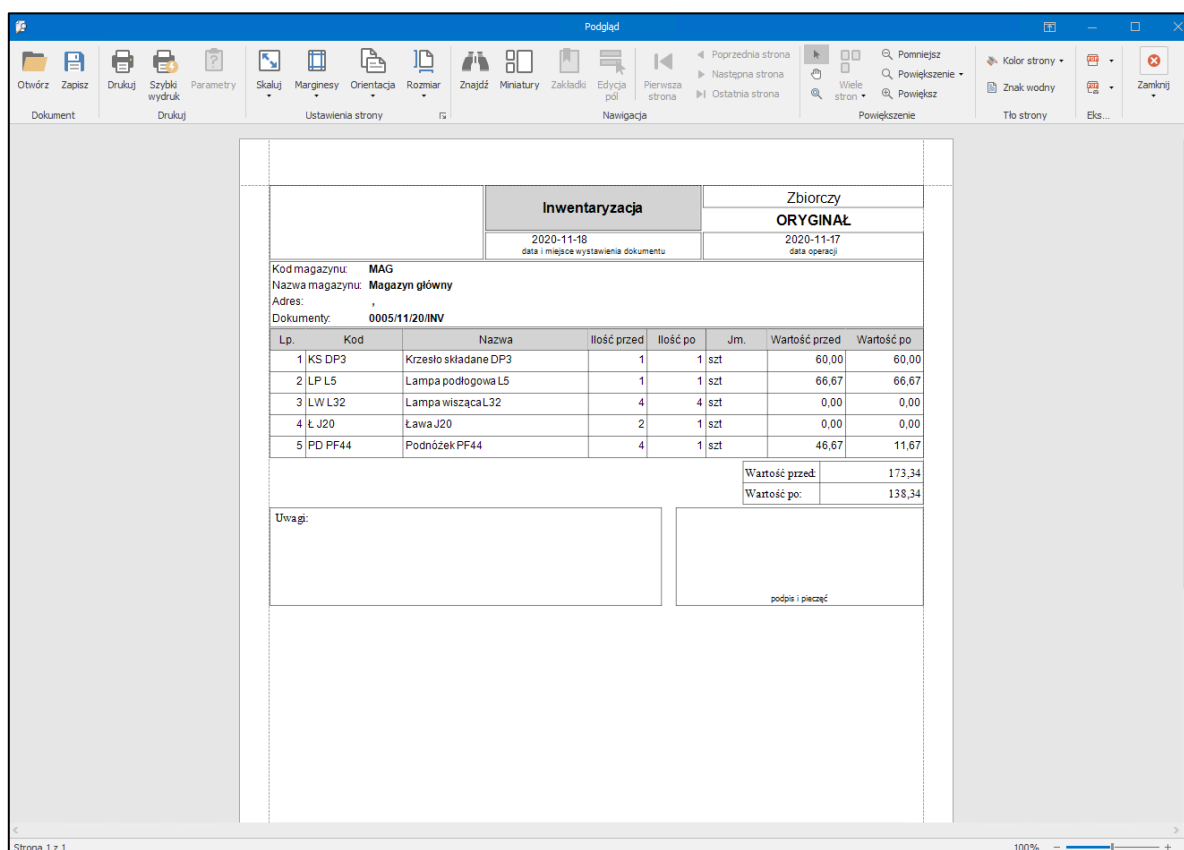 Podgląd
Otwórz Zapisz Drukuj Szybki wydruk Parametry Skaluj Marginesy Orientacja Rozmiar Znajdź Miniatury Zakładki Edycja pól Pierwsza strona Poprzednia strona Następna strona Ostatnia strona Wiele stron Pomniejsz Powiększenie Powiększ Kolor strony Znak wodny Zamknij
Dokument Drukuj Ustawienia strony Nawigacja Powiększenie Tło strony Eks...
Inwentaryzacja
Zbiorczy
ORYGINAŁ
2020-11-18 2020-11-17
data i miejsce wystawienia dokumentu data operacji
Kod magazynu: MAG
Nazwa magazynu: Magazyn główny
Adres: ,
Dokumenty: 0005/11/20/INV
Lp. Kod Nazwa Ilość przed Ilość po Jm. Wartość przed Wartość po
1 KS DP3 Krzesło składane DP3 1 1 szt 60,00 60,00
2 LP L5 Lampa podłogowa L5 1 1 szt 66,67 66,67
3 LW L32 Lampa wisząca L32 4 4 szt 0,00 0,00
4 Ł J20 Ława J20 2 1 szt 0,00 0,00
5 PD PF44 Podnóżek PF44 4 1 szt 46,67 11,67
Wartość przed: 173,34
Wartość po: 138,34
Uwagi:
podpis i pieczęć
Strona 1 z 1 100%